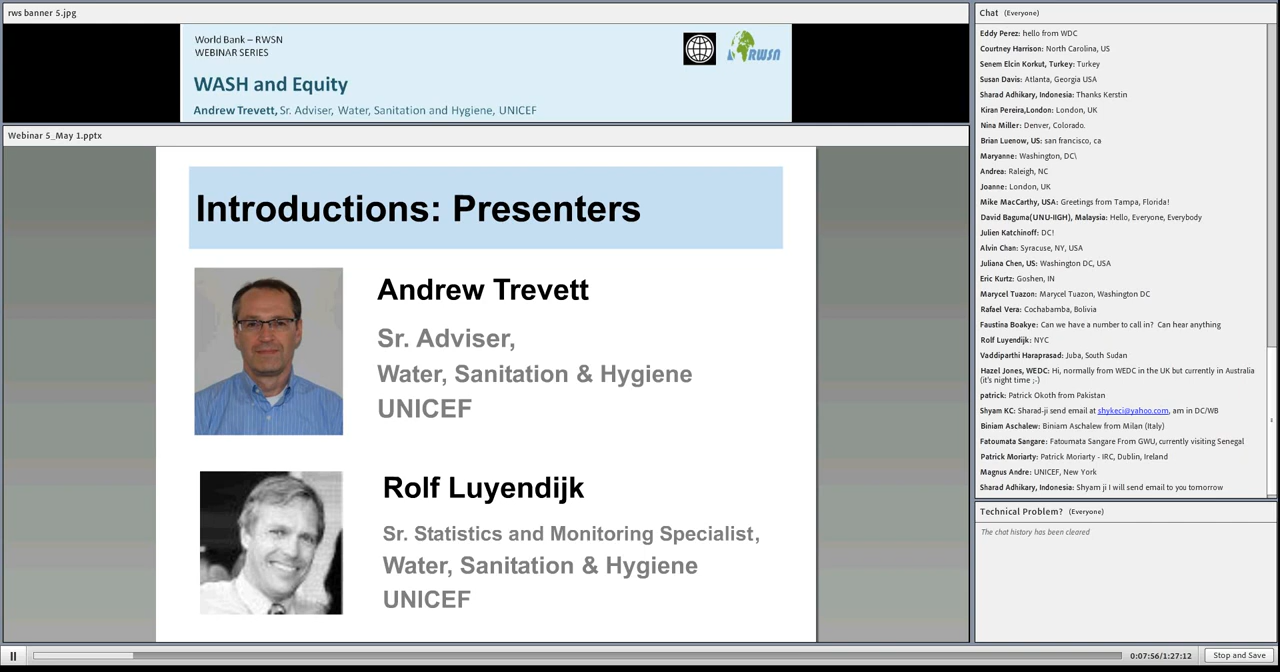 rws banner 5.jpg
World Bank – RWSN
WEBINAR SERIES
RWSN
WASH and Equity
Andrew Trevett, Sr. Adviser, Water, Sanitation and Hygiene, UNICEF
Webinar 5_May 1.pptx
Introductions: Presenters
Andrew Trevett
Sr. Adviser,
Water, Sanitation & Hygiene
UNICEF
Rolf Luyendijk
Sr. Statistics and Monitoring Specialist,
Water, Sanitation & Hygiene
UNICEF
Chat (Everyone)
Eddy Perez: hello from WDC
Courtney Harrison: North Carolina, US
Senem Elcin Korkut, Turkey: Turkey
Susan Davis: Atlanta, Georgia USA
Sharad Adhikary, Indonesia: Thanks Kerstin
Kiran Pereira,London: London, UK
Nina Miller: Denver, Colorado.
Brian Luenow, US: san francisco, ca
Maryanne: Washington, DC\
Andrea: Raleigh, NC
Joanne: London, UK
Mike MacCarthy, USA: Greetings from Tampa, Florida!
David Baguma(UNU-IIGH), Malaysia: Hello, Everyone, Everybody
Julien Katchinoff: DC!
Alvin Chan: Syracuse, NY, USA
Juliana Chen, US: Washington DC, USA
Eric Kurtz: Goshen, IN
Marycel Tuazon: Marycel Tuazon, Washington DC
Rafael Vera: Cochabamba, Bolivia
Faustina Boakye: Can we have a number to call in? Can hear anything
Rolf Luyendijk: NYC
Vaddiparthi Haraprasad: Juba, South Sudan
Hazel Jones, WEDC: Hi, normally from WEDC in the UK but currently in Australia
(it's night time ;-)
patrick: Patrick Okoth from Pakistan
Shyam KC: Sharad-ji send email at shykeci@yahoo.com, am in DC/WB
Biniam Aschalew: Biniam Aschalew from Milan (Italy)
Fatoumata Sangare: Fatoumata Sangare From GWU, currently visiting Senegal
Patrick Moriarty: Patrick Moriarty - IRC, Dublin, Ireland
Magnus Andre: UNICEF, New York
Sharad Adhikary, Indonesia: Shyam ji I will send email to you tomorrow
Technical Problem? (Everyone)
The chat history has been cleared
0:07:56/1:27:12
Stop and Save